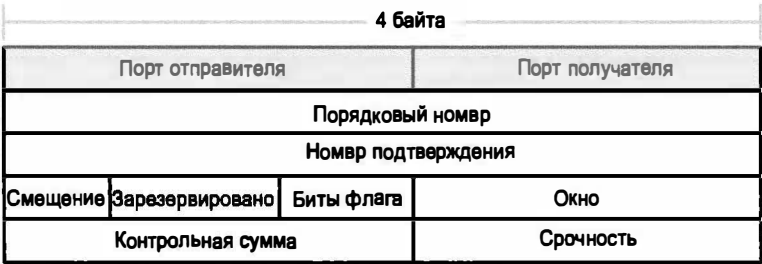 4 байта
Порт отправителя Порт получателя
Порядковый номвр
Номвр подтверждения
Смещение Зарезервировано Биты флага Окно
Контрольная сумма Срочность